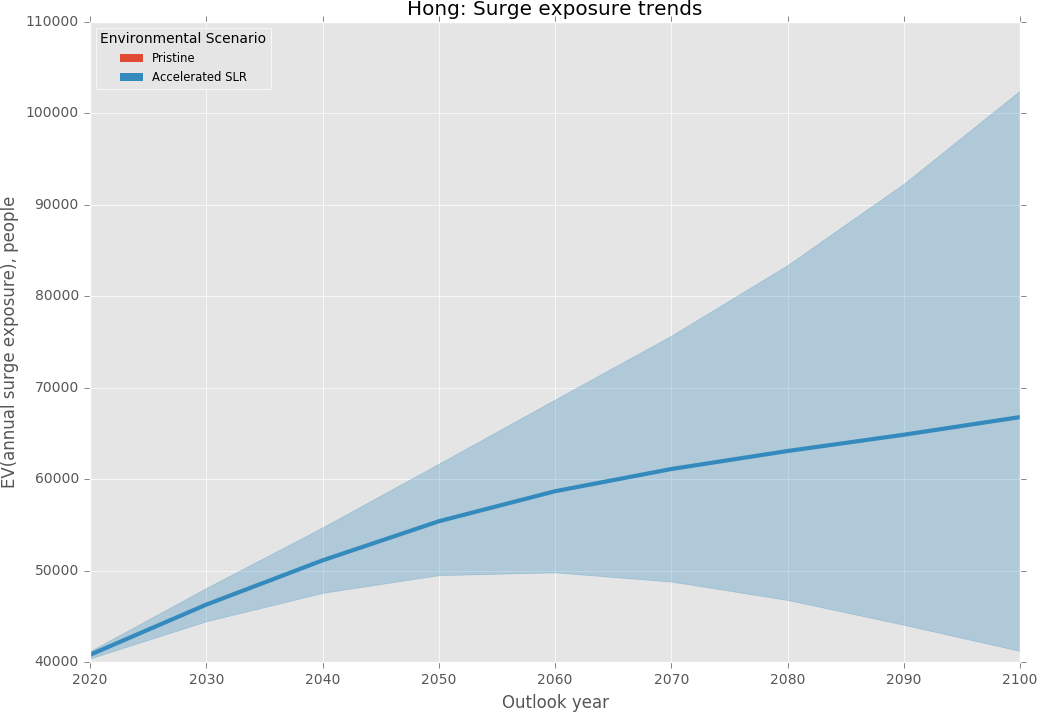 Hong: Surge exposure trends
110000
100000
90000
80000
70000
60000
50000
40000
EV(annual surge exposure), people
Environmental Scenario
Pristine
Accelerated SLR
2020 2030 2040 2050 2060 2070 2080 2090 2100
Outlook year